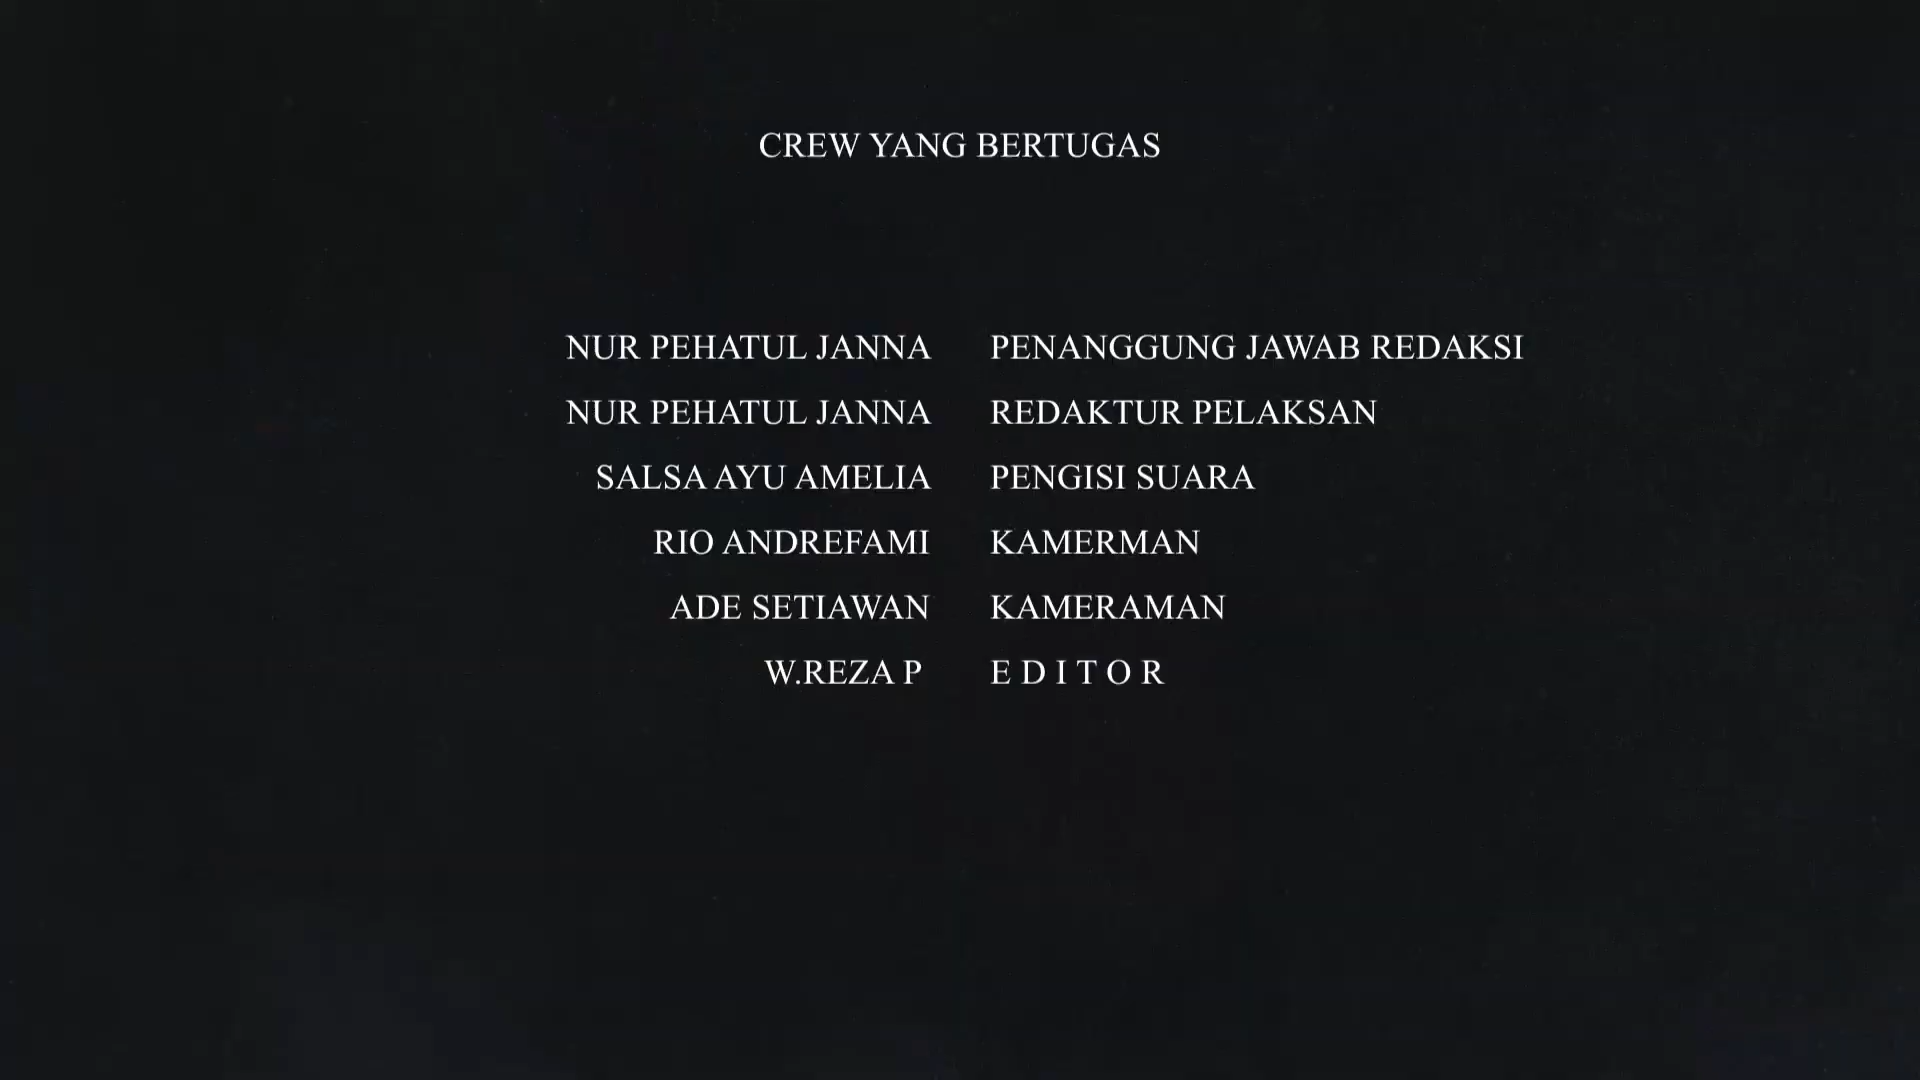 CREW YANG BERTUGAS
NUR PEHATUL JANNA PENANGGUNG JAWAB REDAKSI
NUR PEHATUL JANNA REDAKTUR PELAKSAN
SALSA AYU AMELIA PENGISI SUARA
RIO ANDREFAMI KAMERMAN
ADE SETIAWAN KAMERAMAN
W.REZA P E D I T O R